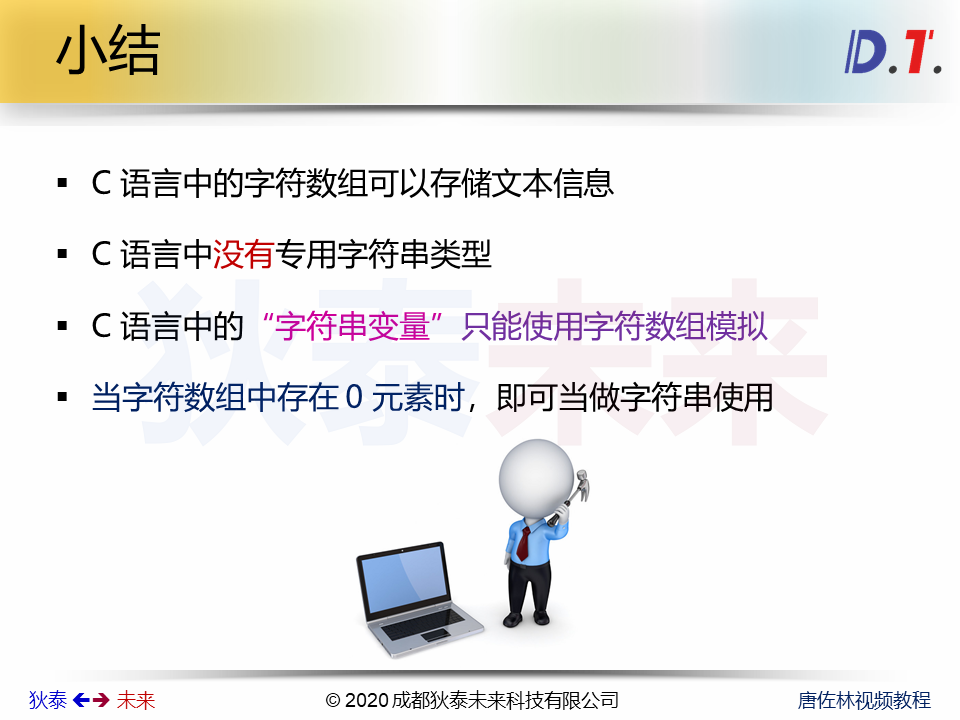 小结
D.T.
C 语言中的字符数组可以存储文本信息
C 语言中没有专用字符串类型
C 语言中的“字符串变量”只能使用字符数组模拟
当字符数组中存在 0 元素时，即可当做字符串使用
狄泰未来
狄泰 未来
© 2020 成都狄泰未来科技有限公司
唐佐林视频教程